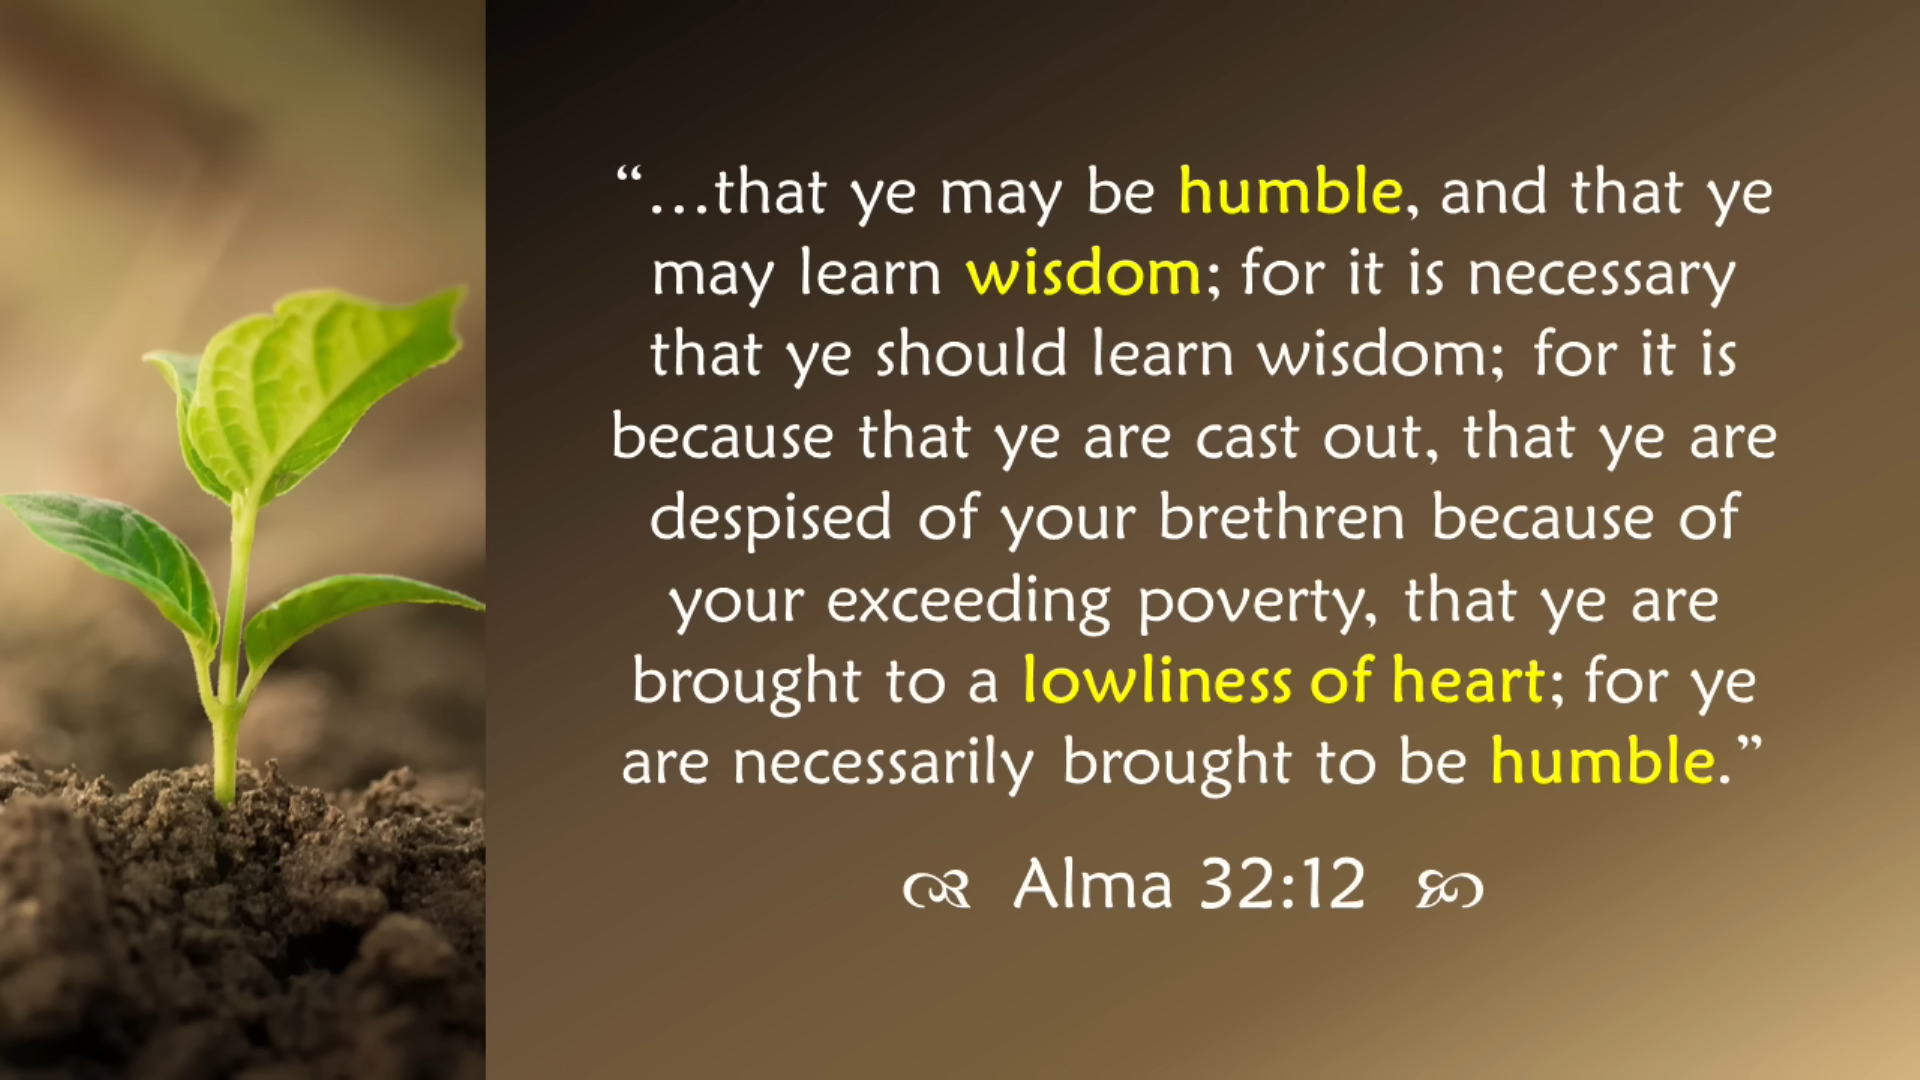 “…that ye may be humble, and that ye
may learn wisdom; for it is necessary
that ye should learn wisdom; for it is
because that ye are cast out, that ye are
despised of your brethren because of
your exceeding poverty, that ye are
brought to a lowliness of heart; for ye
are necessarily brought to be humble.”
Alma 32:12